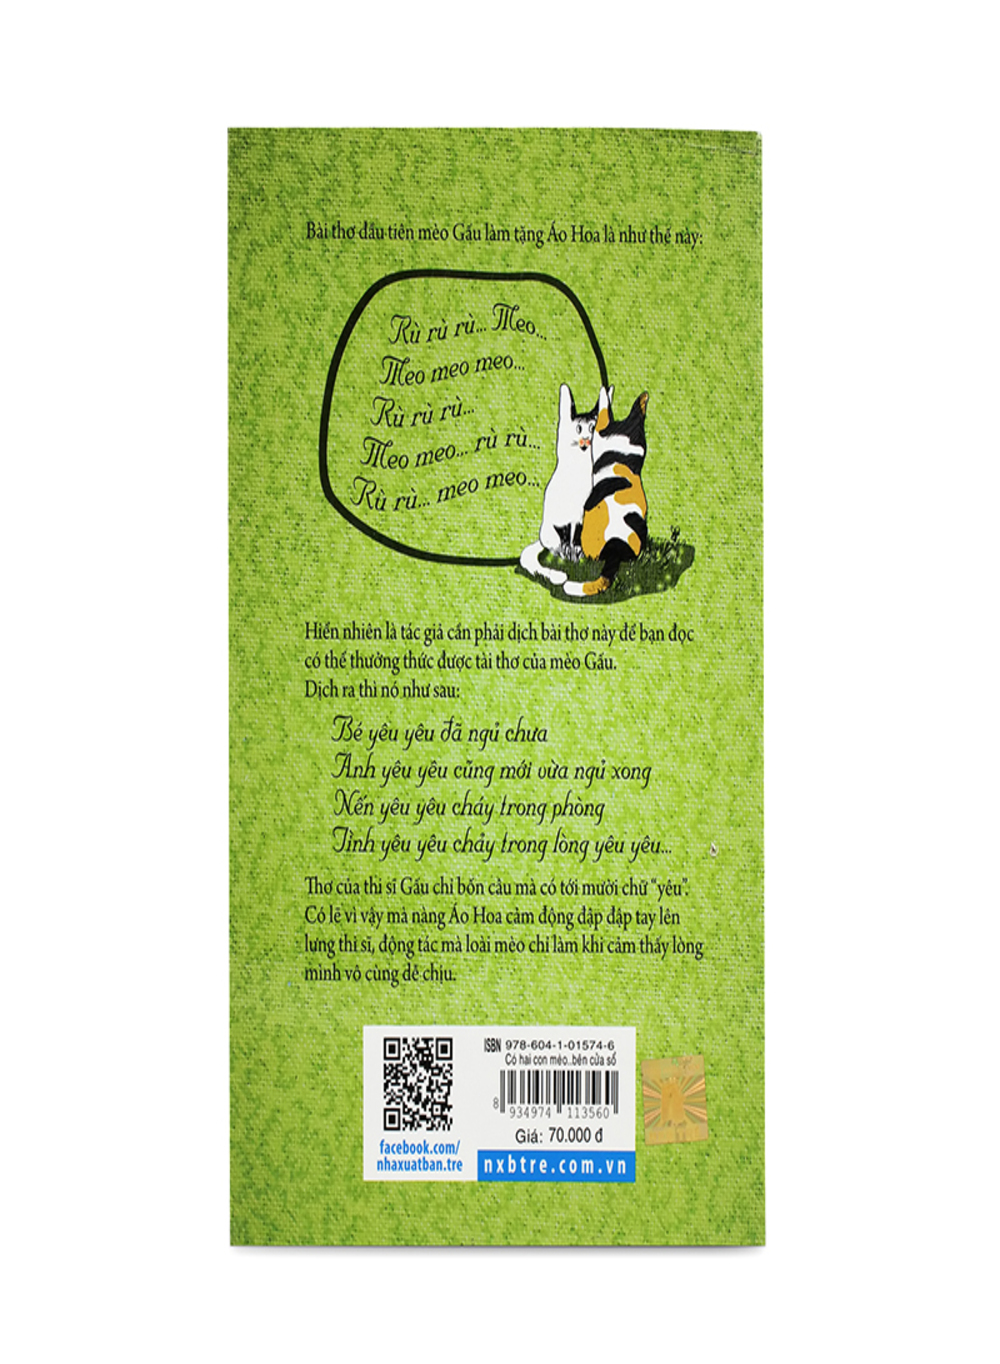 Bài thơ đầu tiên mèo Gấu làm tặng Áo Hoa là như thế này:
Rù rù rù... Meo...
Meo meo meo...
Rù rù rù...
Meo meo... rù rù...
Rù rù... meo meo...
Hiển nhiên là tác giả cần phải dịch bài thơ này để bạn đọc
có thể thưởng thức được tài thơ của mèo Gấu.
Dịch ra thì nó như sau:
Bé yêu yêu đã ngủ chưa
Anh yêu yêu cũng mới vừa ngủ xong
Nến yêu yêu cháy trong phòng
Tình yêu yêu chảy trong lòng yêu yêu...
Thơ của thi sĩ Gấu chỉ bốn câu mà có tới mười chữ “yêu”.
Có lẽ vì vậy mà nàng Áo Hoa cảm động đập đập tay lên
lưng thi sĩ, động tác mà loài mèo chỉ làm khi cảm thấy lòng
mình vô cùng dễ chịu.
ISBN 978-604-1-01574-6
Có hai con mèo..bên cửa sổ
8 934974 113560
Giá: 70.000 đ
facebook.com/
nhaxuatban.tre
nxbtre.com.vn